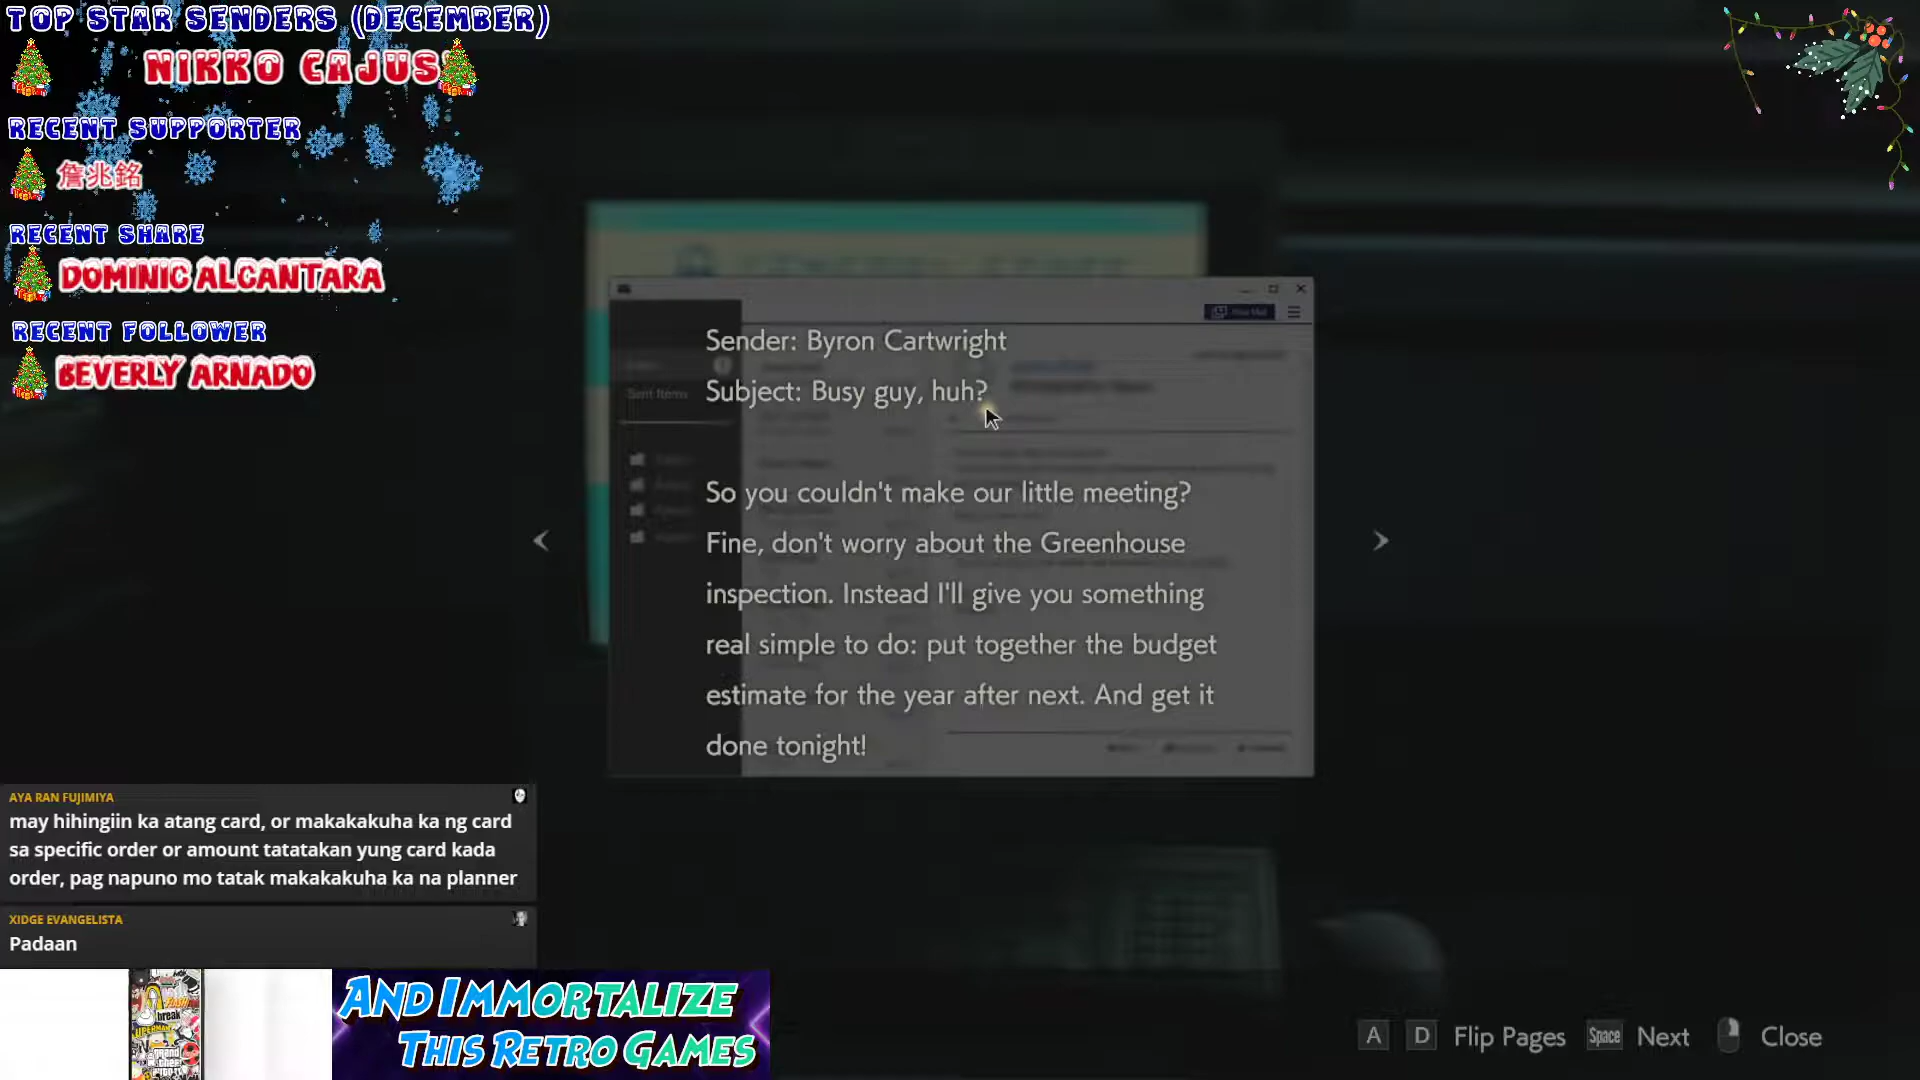 TOP STAR SENDERS (DECEMBER)
NIKKO CAJUS
RECENT SUPPORTER
詹兆銘
RECENT SHARE
DOMINIC ALCANTARA
RECENT FOLLOWER
BEVERLY ARNADO
Sent Items
Sender: Byron Cartwright
Subject: Busy guy, huh?
So you couldn't make our little meeting?
Fine, don't worry about the Greenhouse
inspection. Instead I'll give you something
real simple to do: put together the budget
estimate for the year after next. And get it
done tonight!
AYA RAN FUJIMIYA
may hihingiin ka atang card, or makakakuha ka ng card
sa specific order or amount tatatakan yung card kada
order, pag napuno mo tatak makakakuha ka na planner
XIDGE EVANGELISTA
Padaan
break
AND IMMORTALIZE
THIS RETRO GAMES
A D Flip Pages Space Next Close